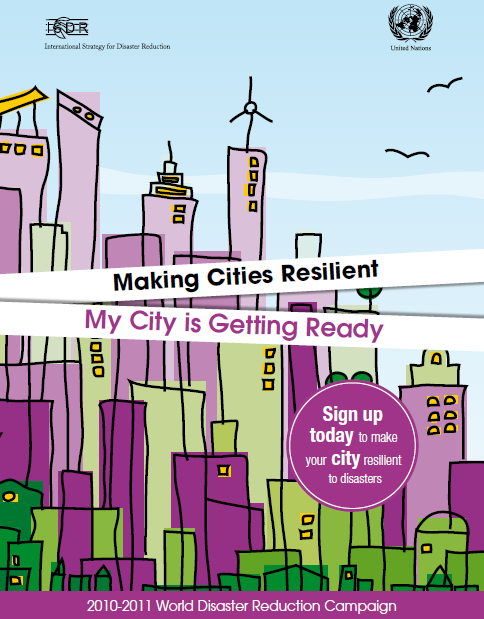 ISDR
International Strategy for Disaster Reduction
United Nations
Making Cities Resilient
My City is Getting Ready
Sign up
today to make
your city resilient
to disasters
2010-2011 World Disaster Reduction Campaign